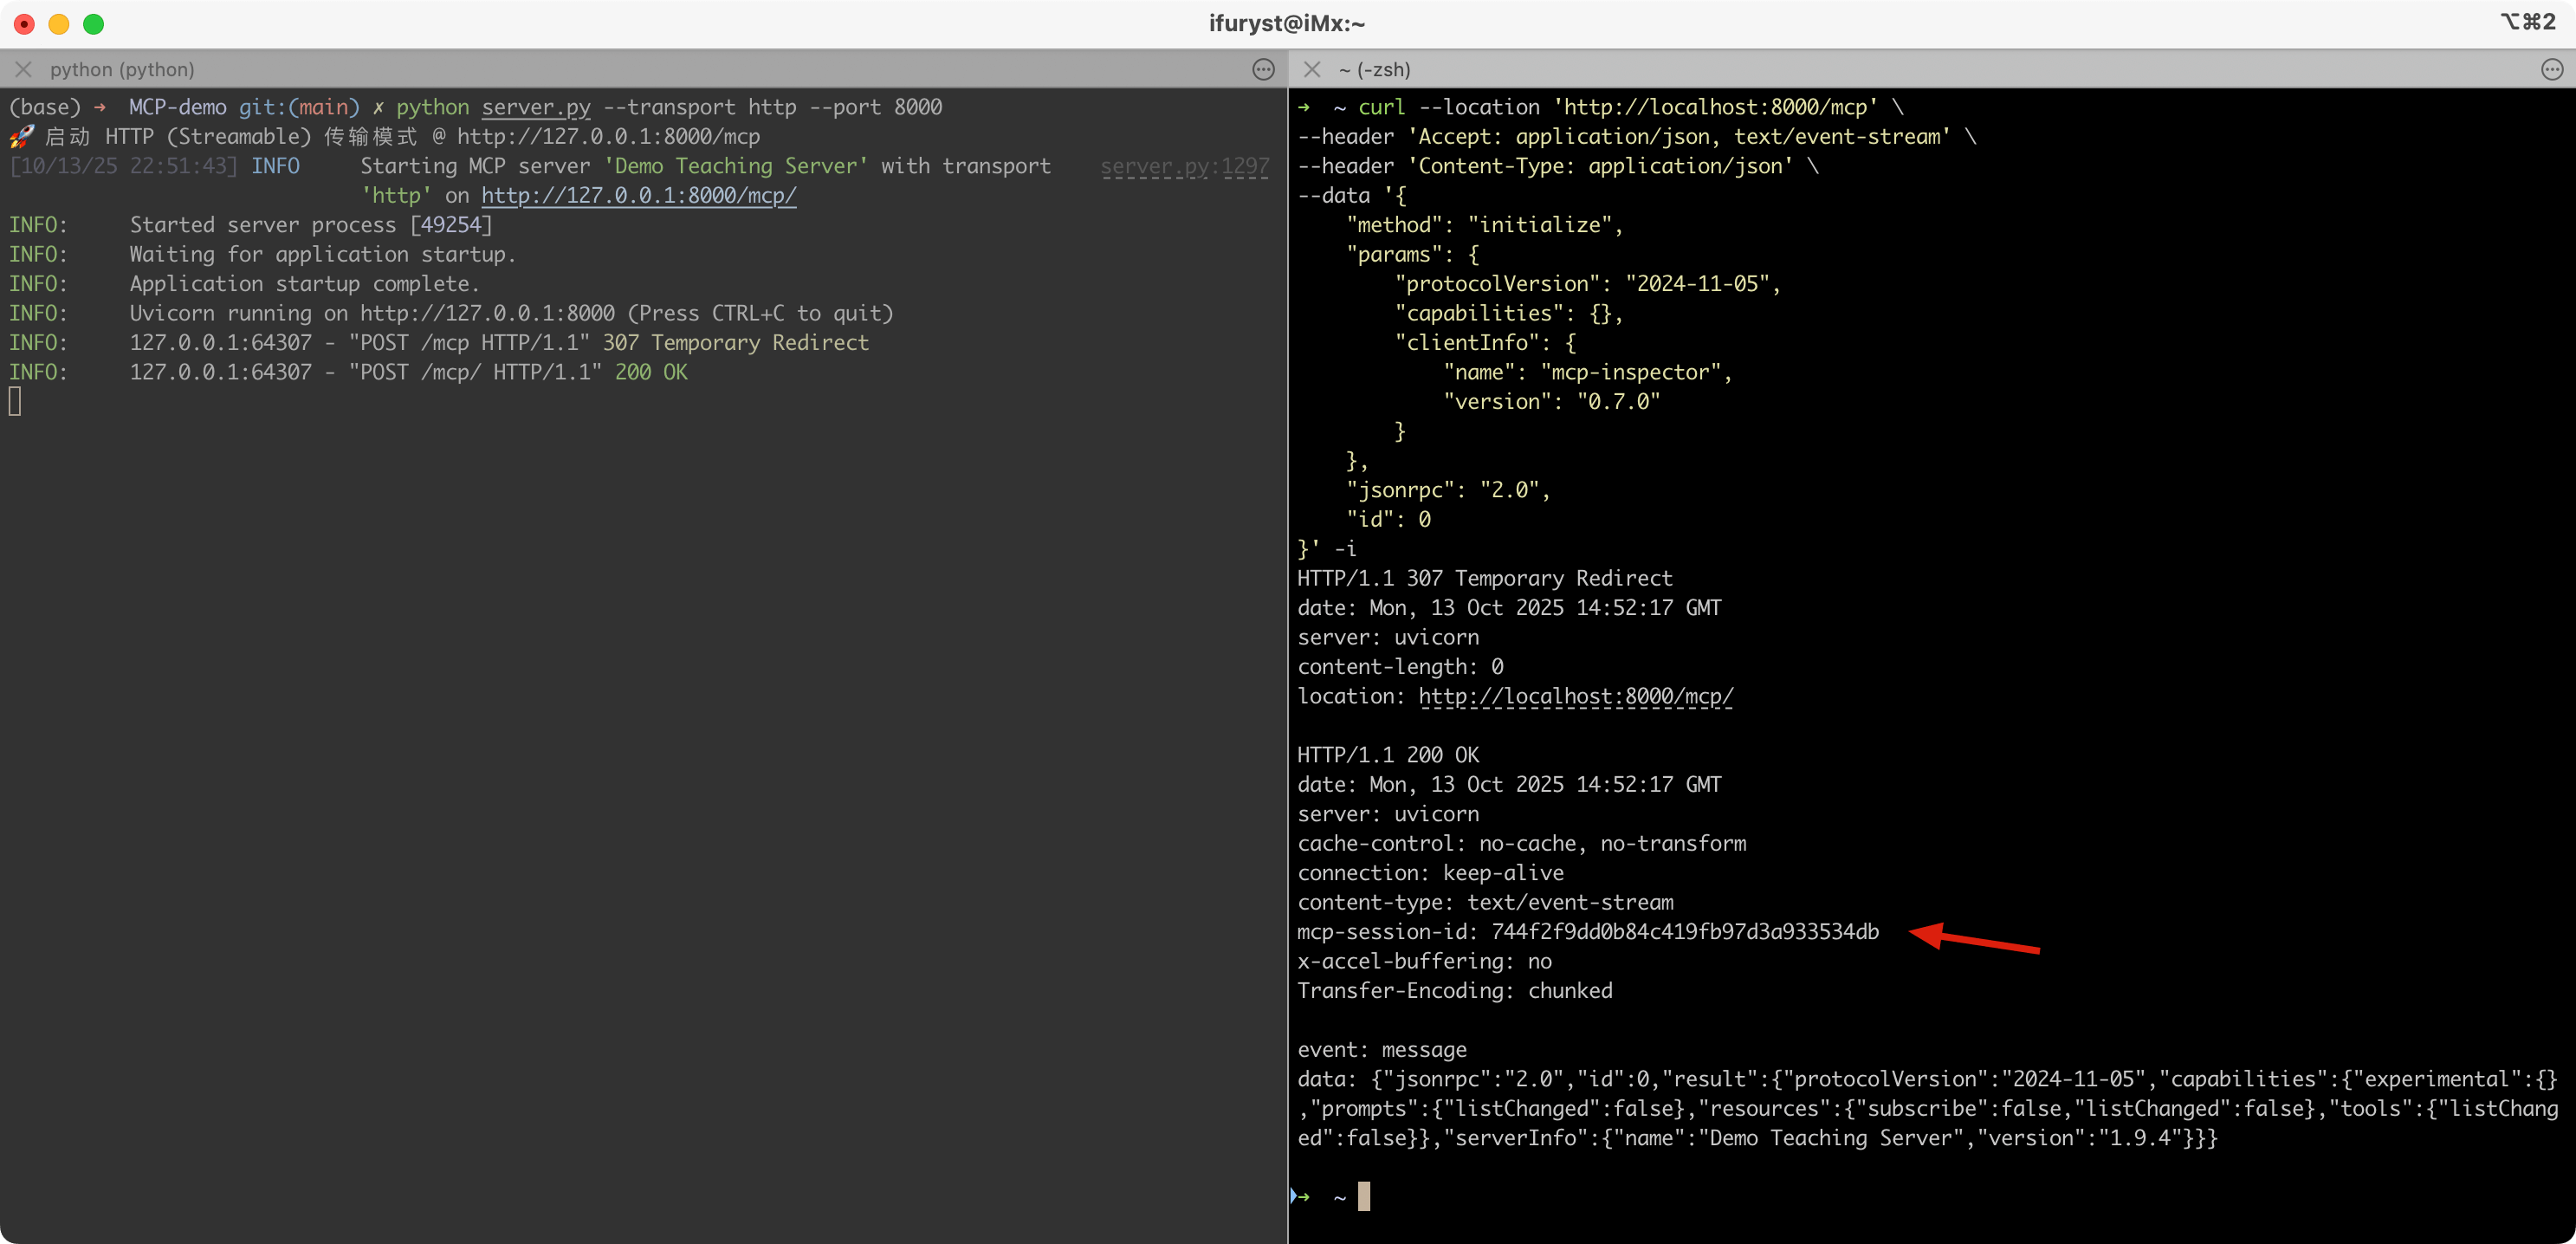 ifuryst@iMx:~
⌥⌘2
python (python)
(base) ➜ MCP-demo git:(main) ✗ python server.py --transport http --port 8000
🚀 启动 HTTP (Streamable) 传输模式 @ http://127.0.0.1:8000/mcp
[10/13/25 22:51:43] INFO Starting MCP server 'Demo Teaching Server' with transport server.py:1297
'http' on http://127.0.0.1:8000/mcp/
INFO: Started server process [49254]
INFO: Waiting for application startup.
INFO: Application startup complete.
INFO: Uvicorn running on http://127.0.0.1:8000 (Press CTRL+C to quit)
INFO: 127.0.0.1:64307 - "POST /mcp HTTP/1.1" 307 Temporary Redirect
INFO: 127.0.0.1:64307 - "POST /mcp/ HTTP/1.1" 200 OK
~ (-zsh)
➜ ~ curl --location 'http://localhost:8000/mcp' \
--header 'Accept: application/json, text/event-stream' \
--header 'Content-Type: application/json' \
--data '{
    "method": "initialize",
    "params": {
        "protocolVersion": "2024-11-05",
        "capabilities": {},
        "clientInfo": {
            "name": "mcp-inspector",
            "version": "0.7.0"
        }
    },
    "jsonrpc": "2.0",
    "id": 0
}' -i
HTTP/1.1 307 Temporary Redirect
date: Mon, 13 Oct 2025 14:52:17 GMT
server: uvicorn
content-length: 0
location: http://localhost:8000/mcp/
HTTP/1.1 200 OK
date: Mon, 13 Oct 2025 14:52:17 GMT
server: uvicorn
cache-control: no-cache, no-transform
connection: keep-alive
content-type: text/event-stream
mcp-session-id: 744f2f9dd0b84c419fb97d3a933534db
x-accel-buffering: no
Transfer-Encoding: chunked
event: message
data: {"jsonrpc":"2.0","id":0,"result":{"protocolVersion":"2024-11-05","capabilities":{"experimental":{}
,"prompts":{"listChanged":false},"resources":{"subscribe":false,"listChanged":false},"tools":{"listChang
ed":false}},"serverInfo":{"name":"Demo Teaching Server","version":"1.9.4"}}}
➜ ~